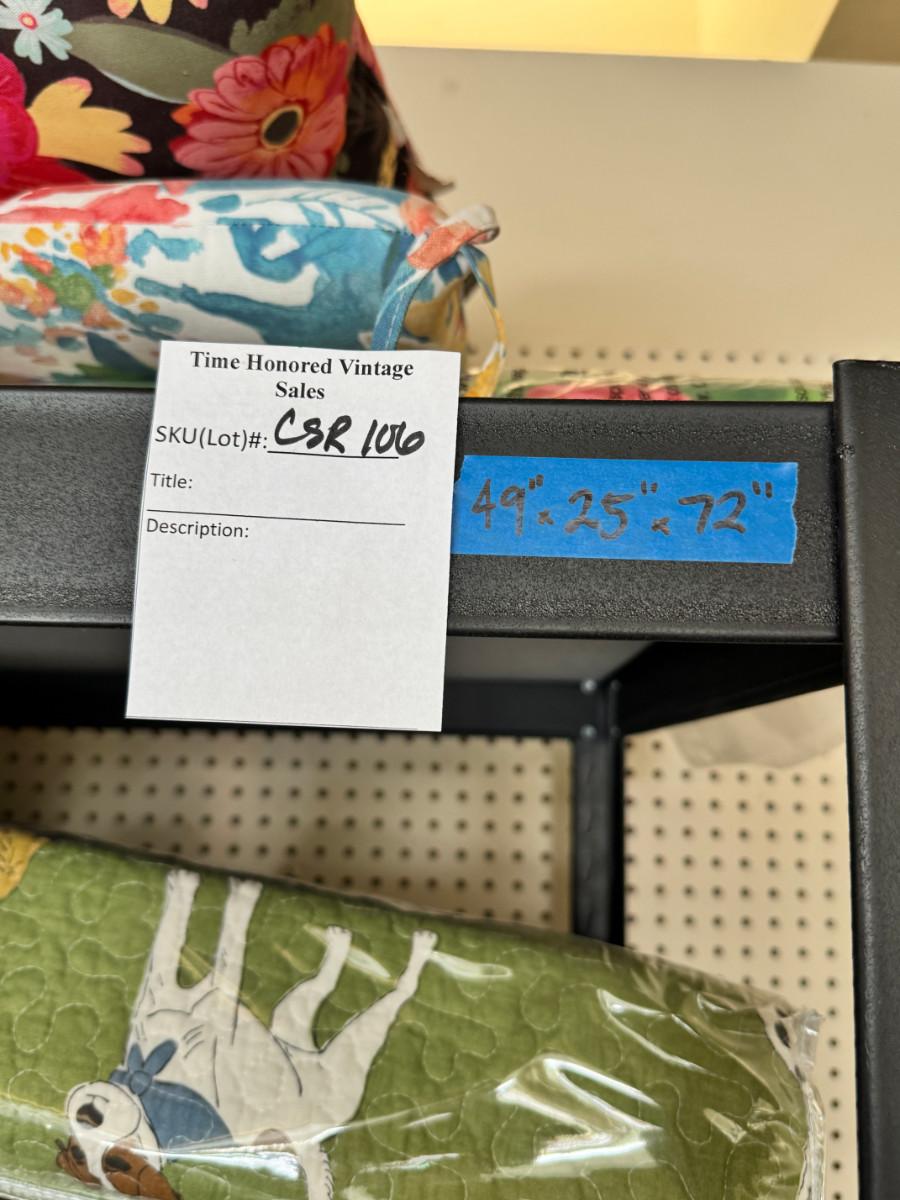 Time Honored Vintage
Sales
SKU(Lot)#: CSR 106
Title:
Description:
49" x 25" x 72"